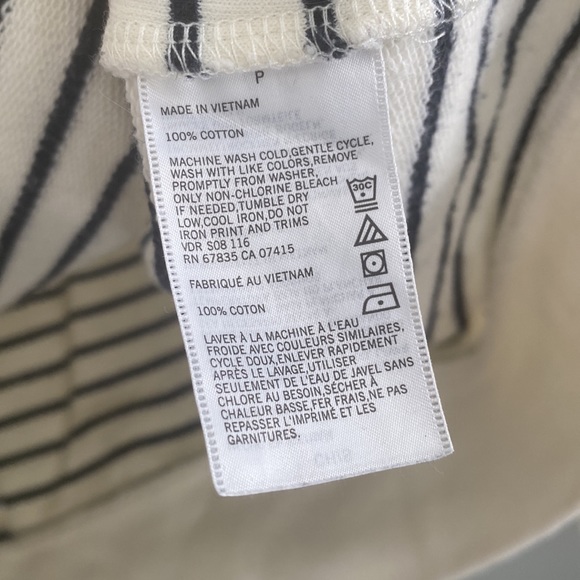 P
MADE IN VIETNAM
100% COTTON
MACHINE WASH COLD,GENTLE CYCLE,
WASH WITH LIKE COLORS,REMOVE
PROMPTLY FROM WASHER,
ONLY NON-CHLORINE BLEACH
IF NEEDED,TUMBLE DRY
LOW,COOL IRON,DO NOT
IRON PRINT AND TRIMS
VDR S08 116
RN 67835 CA 07415
30C
FABRIQUÉ AU VIETNAM
100% COTON
LAVER À LA MACHINE À L'EAU
FROIDE AVEC COULEURS SIMILAIRES,
CYCLE DOUX,ENLEVER RAPIDEMENT
APRÈS LE LAVAGE,UTILISER
SEULEMENT DE L'EAU DE JAVEL SANS
CHLORE AU BESOIN,SÉCHER À
CHALEUR BASSE,FER FRAIS,NE PAS
REPASSER L'IMPRIMÉ ET LES
GARNITURES.